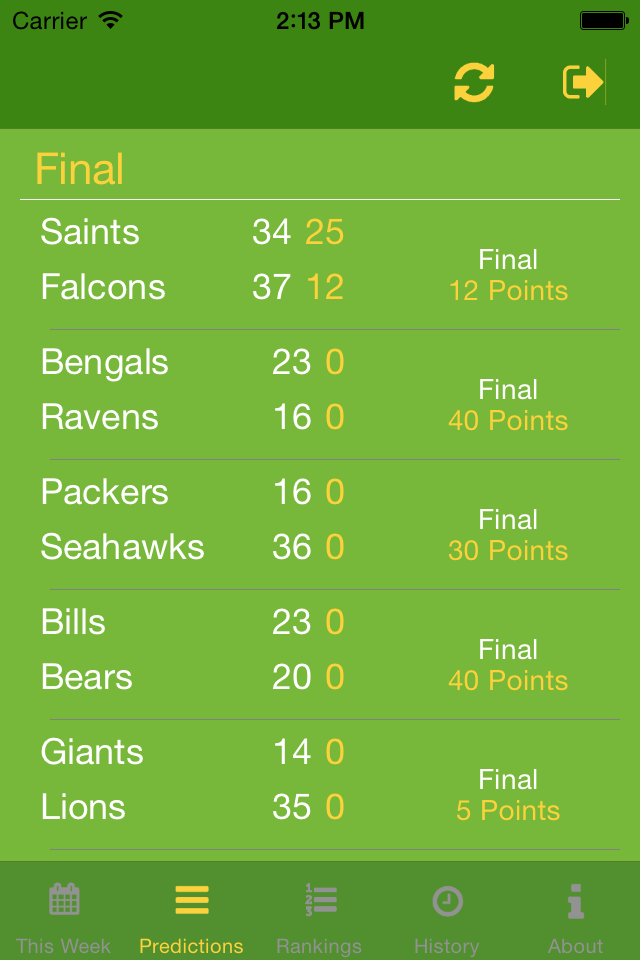 Carrier 2:13 PM
Final
Saints 34 25
Falcons 37 12
Final
12 Points
Bengals 23 0
Ravens 16 0
Final
40 Points
Packers 16 0
Seahawks 36 0
Final
30 Points
Bills 23 0
Bears 20 0
Final
40 Points
Giants 14 0
Lions 35 0
Final
5 Points
This Week Predictions Rankings History About